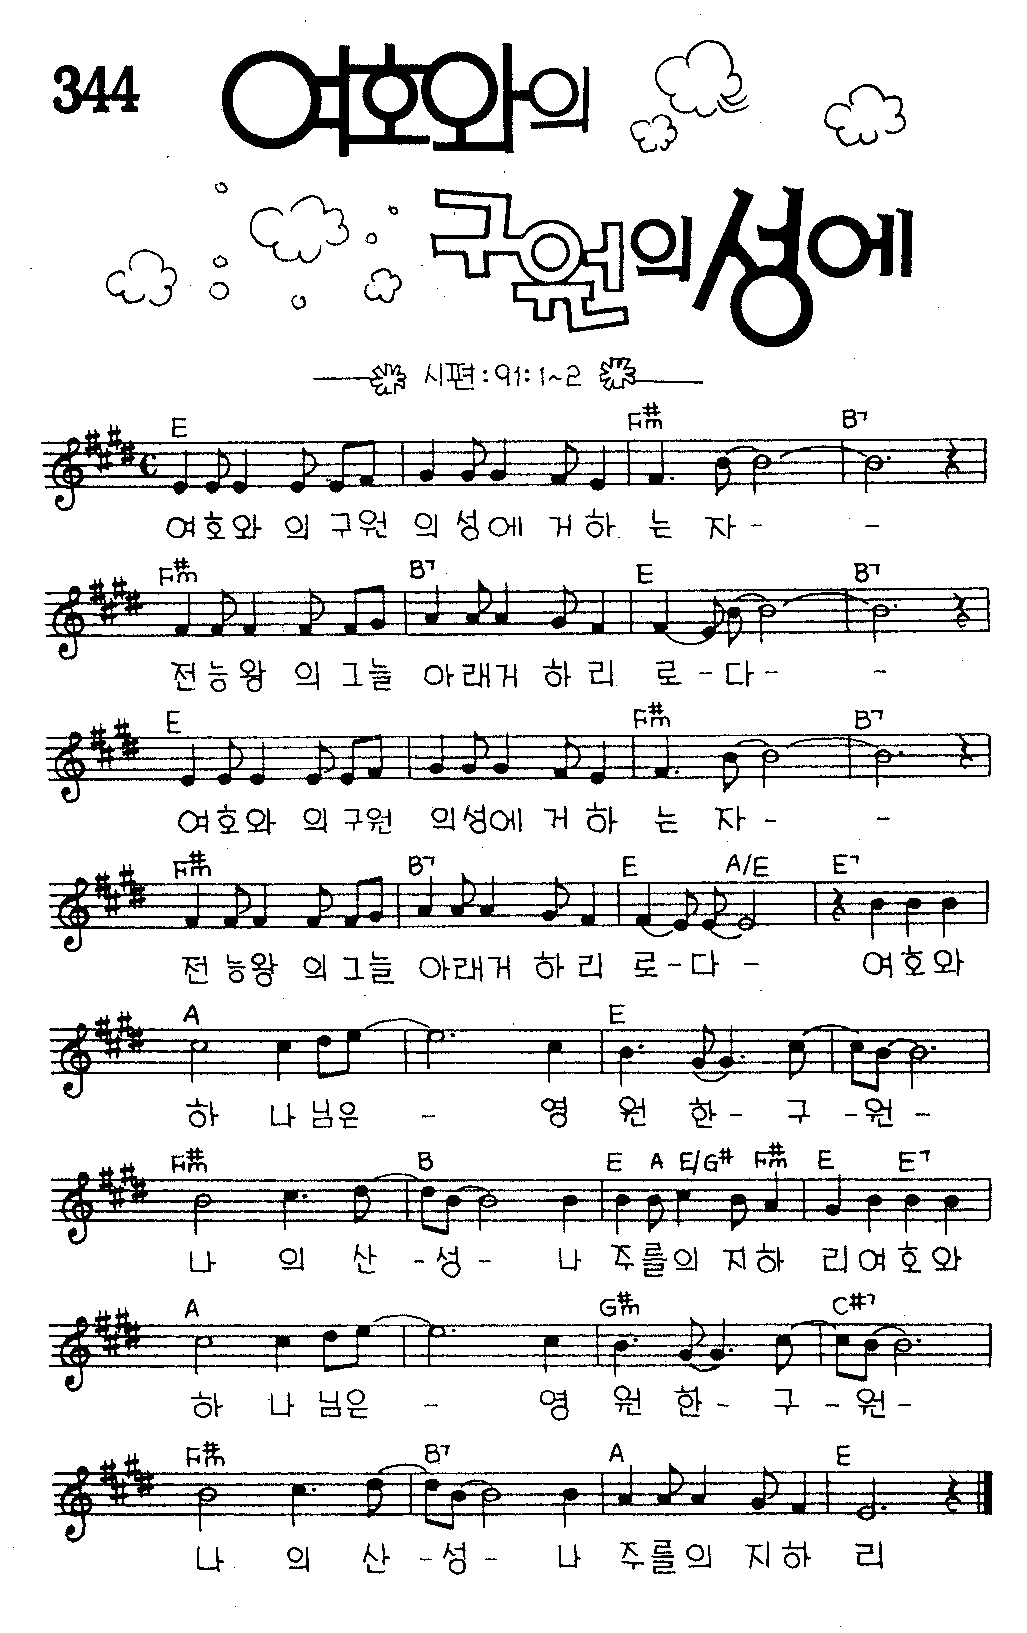 344
여호와의
구원의성에
시편:91:1~2
E F#m B7
여호와 의 구원 의 성에 거하 는 자- -
F#m B7 E B7
전능왕 의 그늘 아래거 하 리 로-다- -
E F#m B7
여호와 의 구원 의성에 거 하 는 자- -
F#m B7 E A/E E7
전 능왕 의그늘 아래거 하 리 로-다- 여호와
A E
하 나님은 - 영 원 한- 구 -원-
F#m B E A E/G# F#m E E7
나 의 산 -성- 나 주를의 지하 리여호와
A G#m C#7
하 나 님은 - 영 원 한- 구 -원-
F#m B7 A E
나 의 산 -성- 나 주를의 지하 리